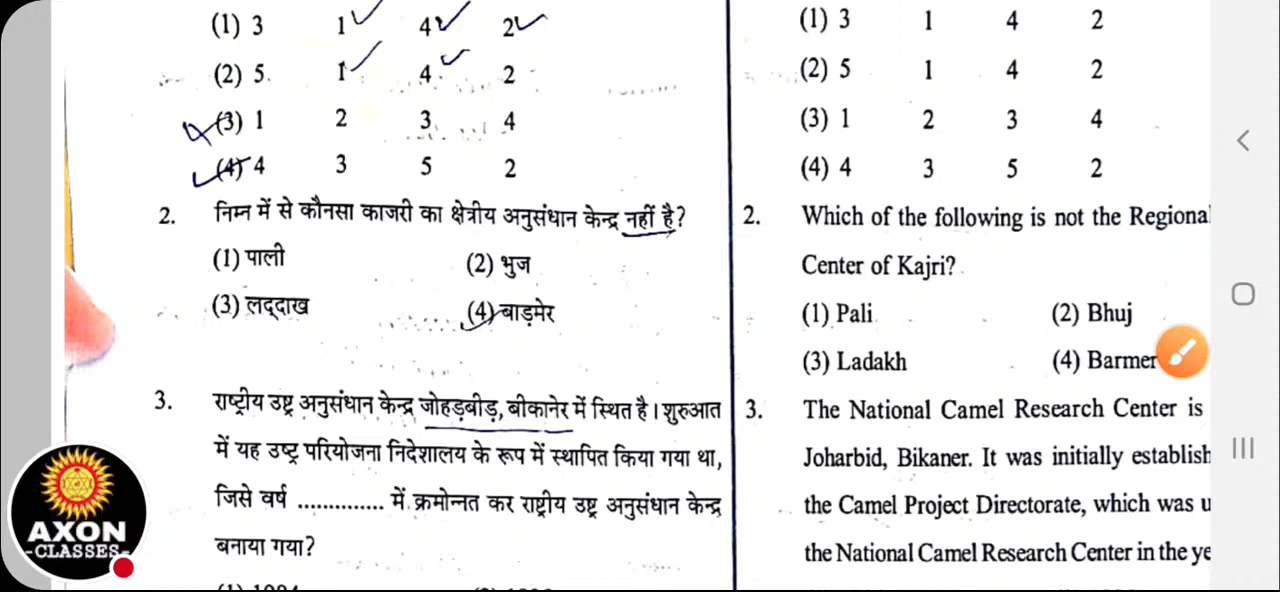 (1) 3 1 4 2
(2) 5. 1 4 2
(3) 1 2 3 4
(4) 4 3 5 2
2. निम्न में से कौनसा काजरी का क्षेत्रीय अनुसंधान केन्द्र नहीं है?
(1) पाली (2) भुज
(3) लद्दाख (4) बाड़मेर
3. राष्ट्रीय उष्ट्र अनुसंधान केन्द्र जोहड़बीड़, बीकानेर में स्थित है। शुरुआत
में यह उष्ट्र परियोजना निदेशालय के रूप में स्थापित किया गया था,
जिसे वर्ष .............. में क्रमोन्नत कर राष्ट्रीय उष्ट्र अनुसंधान केन्द्र
बनाया गया?
(1) 3 1 4 2
(2) 5 1 4 2
(3) 1 2 3 4
(4) 4 3 5 2
2. Which of the following is not the Regional
Center of Kajri?
(1) Pali (2) Bhuj
(3) Ladakh (4) Barmer
3. The National Camel Research Center is
Joharbid, Bikaner. It was initially establish
the Camel Project Directorate, which was u
the National Camel Research Center in the ye
AXON
-CLASSES-